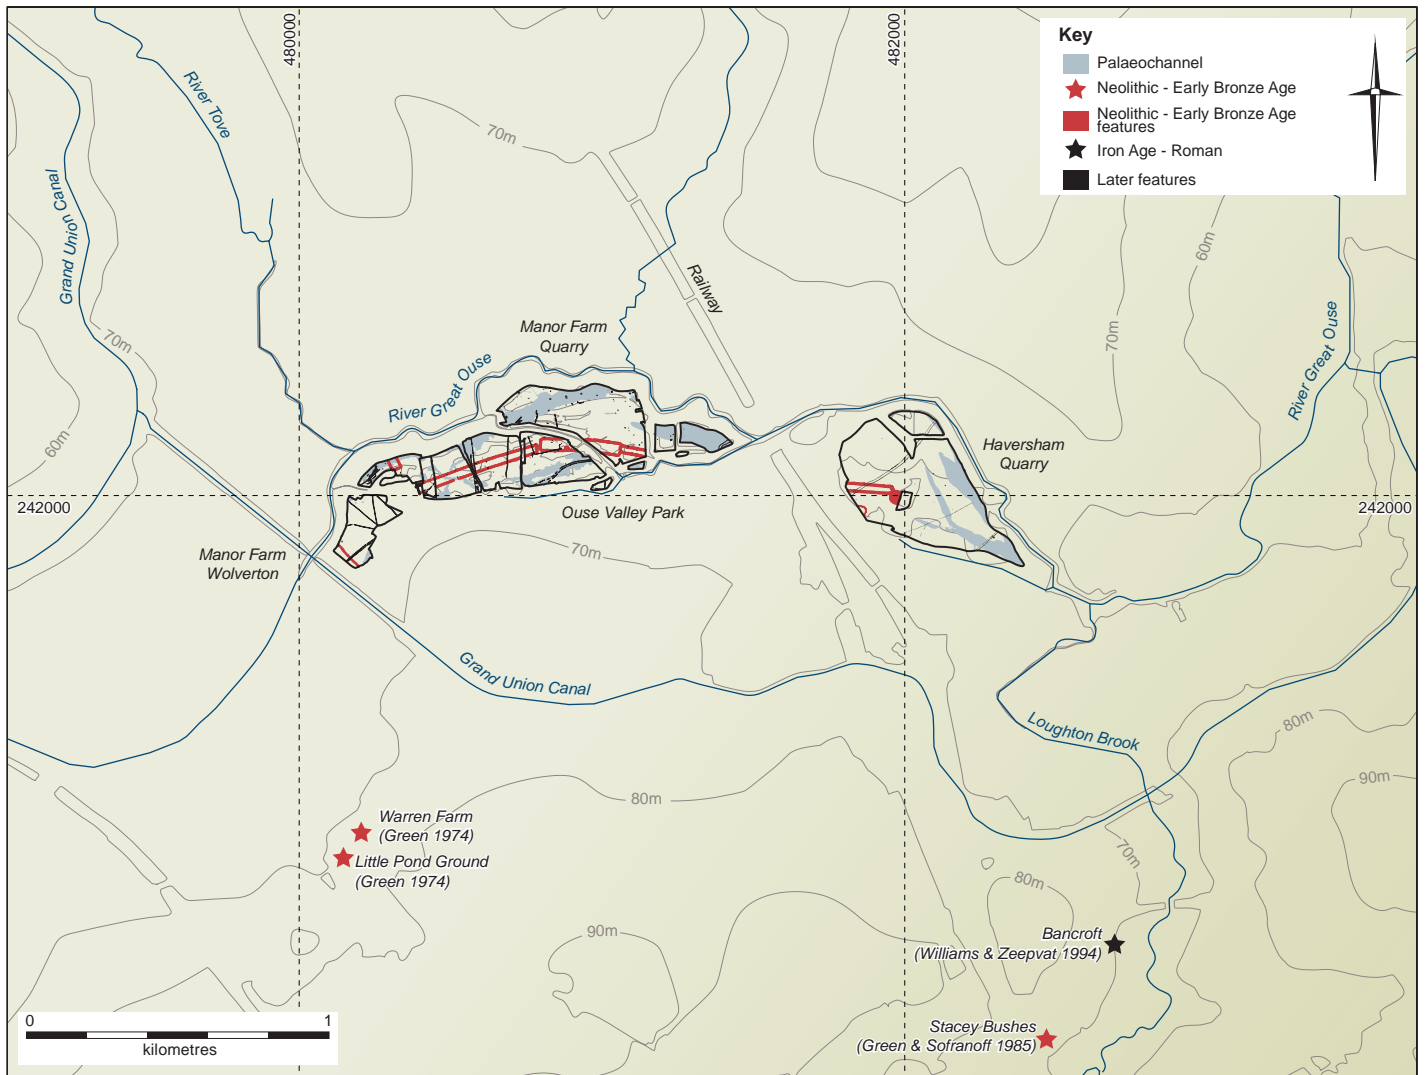 480000
482000
Key
Palaeochannel
Neolithic - Early Bronze Age
Neolithic - Early Bronze Age
features
Iron Age - Roman
Later features
River Tove
Grand Union Canal
70m
60m
70m
Railway
70m
River Great Ouse
Manor Farm
Quarry
River Great Ouse
Haversham
Quarry
60m
242000
242000
Ouse Valley Park
Manor Farm
Wolverton
70m
Grand Union Canal
Loughton Brook
80m
90m
80m
Warren Farm
(Green 1974)
Little Pond Ground
(Green 1974)
70m
80m
90m
Bancroft
(Williams & Zeepvat 1994)
Stacey Bushes
(Green & Sofranoff 1985)
0 1
kilometres